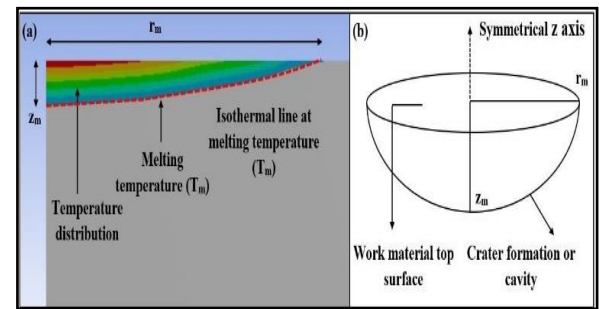 (a)
rₘ
zₘ
Isothermal line at
melting temperature
(Tₘ)
Melting
temperature (Tₘ)
Temperature
distribution
(b)
Symmetrical z axis
rₘ
zₘ
Work material top
surface
Crater formation or
cavity